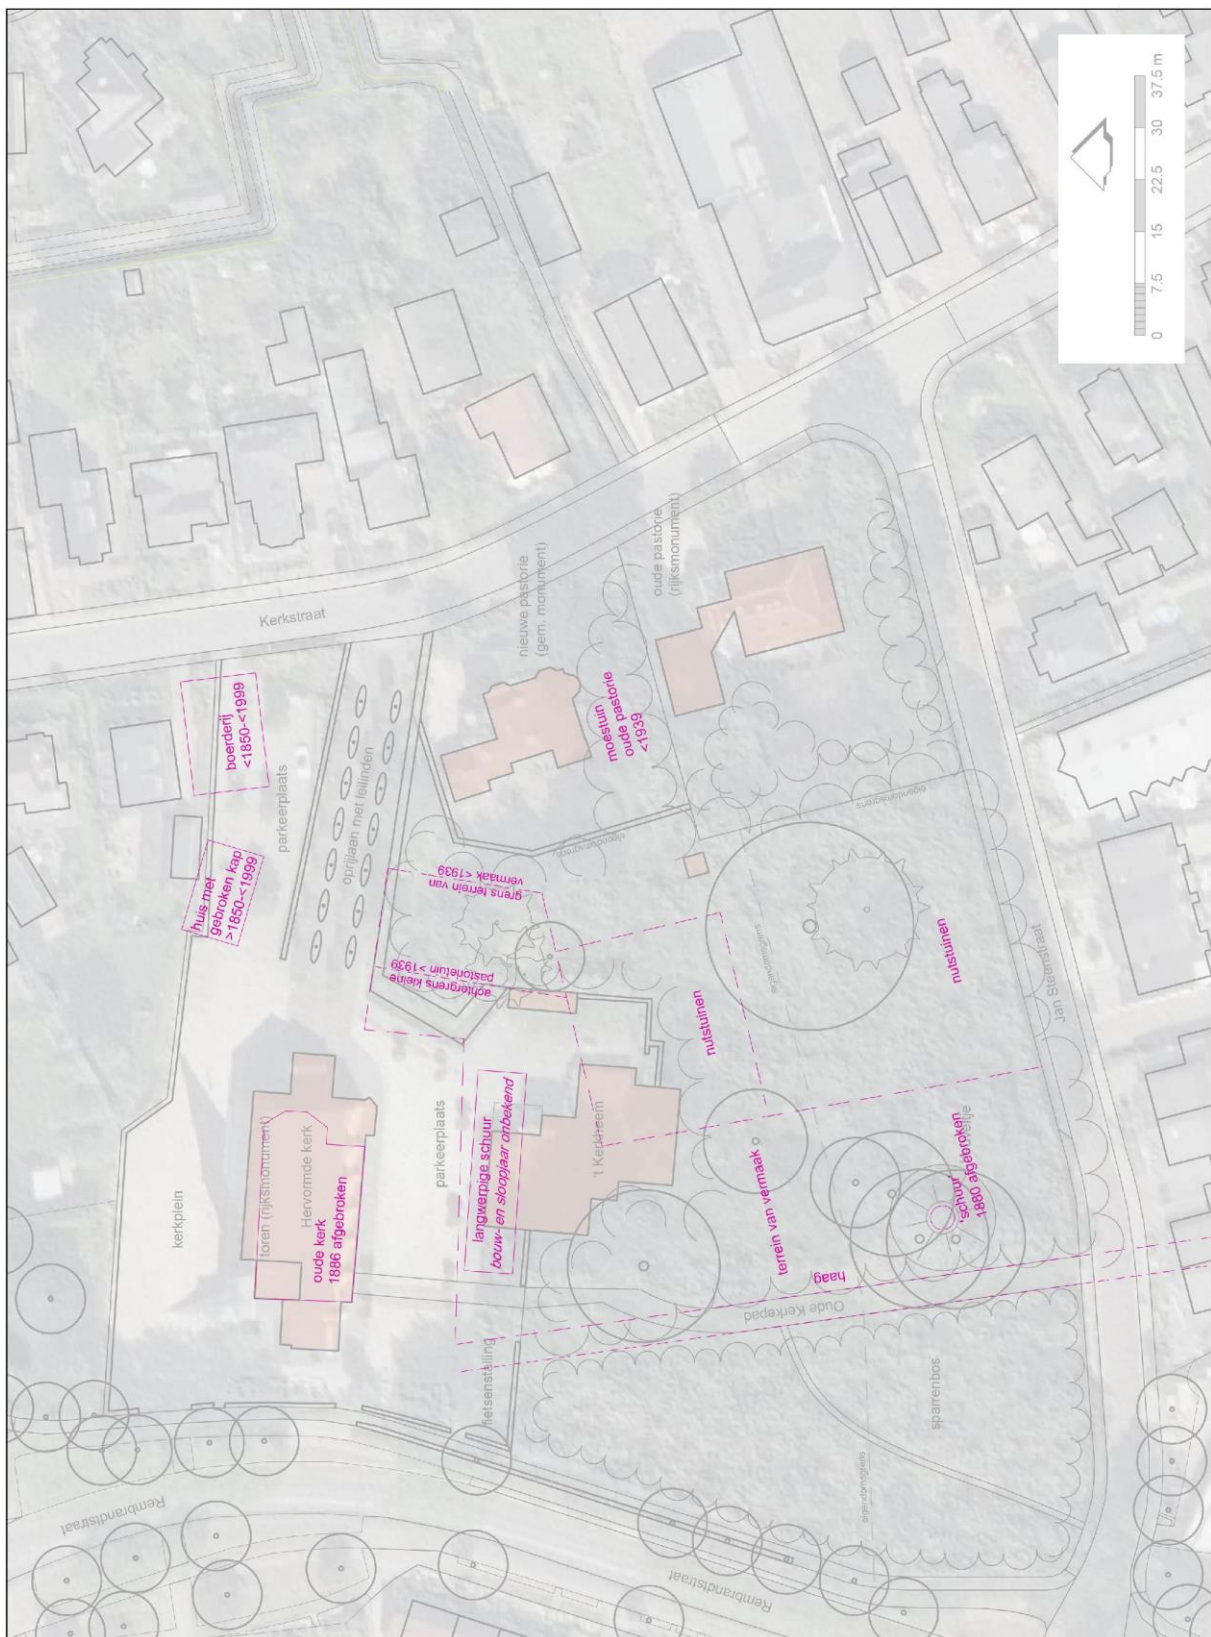 Kerkstraat
boerderij
<1850-<1999
parkeerplaats
oprijlaan met leilinden
huis met
gebroken kap
>1850-<1999
nieuwe pastorie
(gem. monument)
oude pastorie
(rijksmonument)
moestuin
oude pastorie
<1939
eigendomsgrens
eigendomsgrens
grens terrein van
vermaak <1939
achtergrens kleine
pastorietuin >1939
kerkplein
toren (rijksmonument)
Hervormde kerk
oude kerk
1886 afgebroken
parkeerplaats
langwerpige schuur
bouw- en sloopjaar onbekend
't Kerkheem
nutstuinen
eigendomsgrens
nutstuinen
Jan Steenstraat
terrein van vermaak
schuur
1880 afgebroken
haag
Oude Kerkepad
fietsenstalling
sparrenbos
eigendomsgrens
Rembrandtstraat
Rembrandtstraat
0 7.5 15 22.5 30 37.5 m